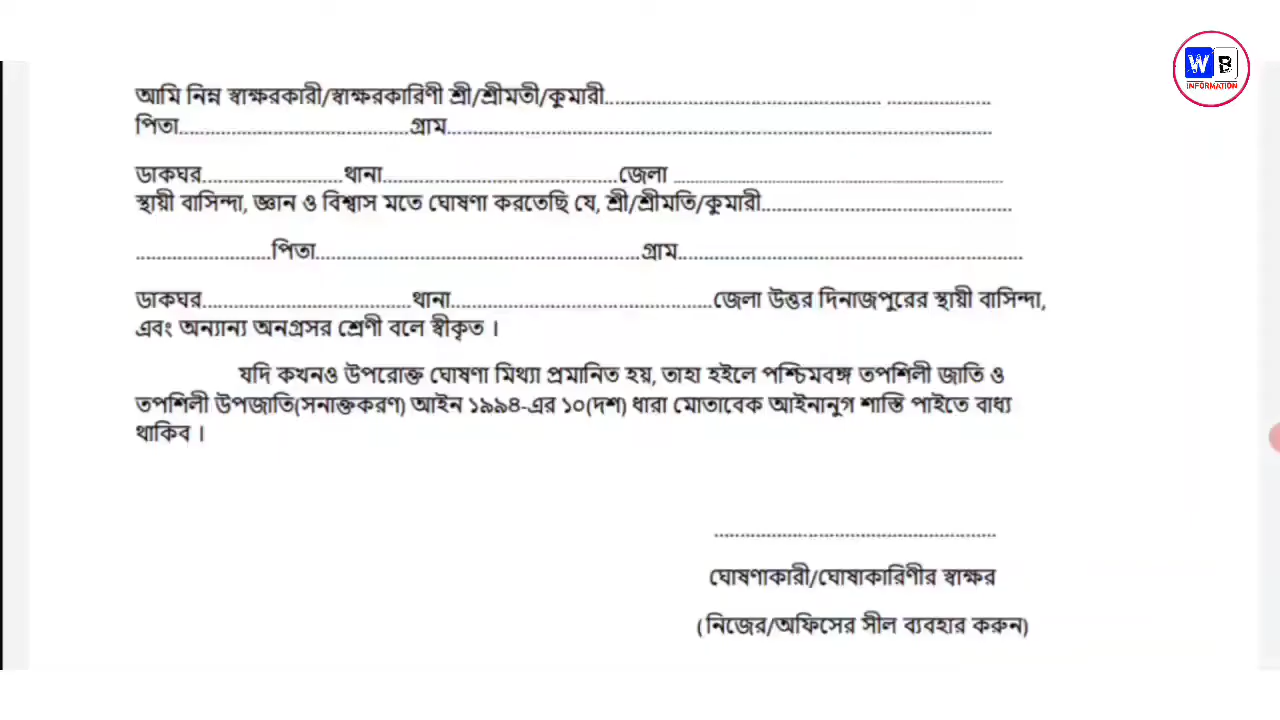 W B
INFORMATION
আমি নিম্ন স্বাক্ষরকারী/স্বাক্ষরকারিণী শ্রী/শ্রীমতী/কুমারী.......................................................... ......................
পিতা................................................গ্রাম....................................................................................................................
ডাকঘর..............................থানা..................................................জেলা ......................................................................
স্থায়ী বাসিন্দা, জ্ঞান ও বিশ্বাস মতে ঘোষণা করতেছি যে, শ্রী/শ্রীমতি/কুমারী.....................................................
.............................পিতা.....................................................................গ্রাম.........................................................................
ডাকঘর.............................................থানা........................................................জেলা উত্তর দিনাজপুরের স্থায়ী বাসিন্দা,
এবং অন্যান্য অনগ্রসর শ্রেণী বলে স্বীকৃত ।
যদি কখনও উপরোক্ত ঘোষণা মিথ্যা প্রমানিত হয়, তাহা হইলে পশ্চিমবঙ্গ তপশিলী জাতি ও
তপশিলী উপজাতি(সনাক্তকরণ) আইন ১৯৯৪-এর ১০(দশ) ধারা মোতাবেক আইনানুগ শাস্তি পাইতে বাধ্য
থাকিব ।
............................................................
ঘোষণাকারী/ঘোষাকারিণীর স্বাক্ষর
(নিজের/অফিসের সীল ব্যবহার করুন)